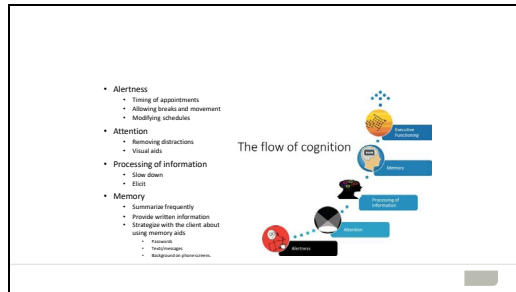 Alertness
Timing of appointments
Allowing breaks and movement
Modifying schedules
Attention
Removing distractions
Visual aids
Processing of information
Slow down
Elicit
Memory
Summarize frequently
Provide written information
Strategize with the client about
using memory aids
Passwords
Texts/messages
Background on phone screens.
The flow of cognition
Executive
Functioning
Memory
Processing of
Information
Attention
Alertness